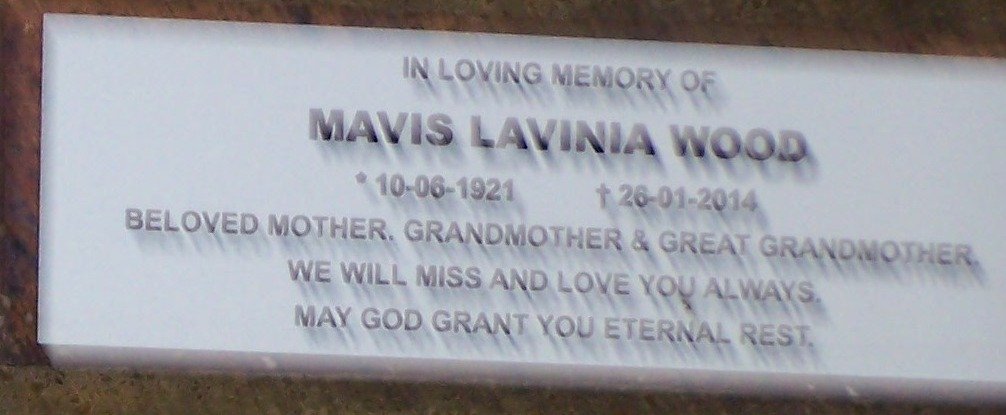 IN LOVING MEMORY OF
MAVIS LAVINIA WOOD
* 10-06-1921 † 26-01-2014
BELOVED MOTHER, GRANDMOTHER & GREAT GRANDMOTHER.
WE WILL MISS AND LOVE YOU ALWAYS.
MAY GOD GRANT YOU ETERNAL REST.